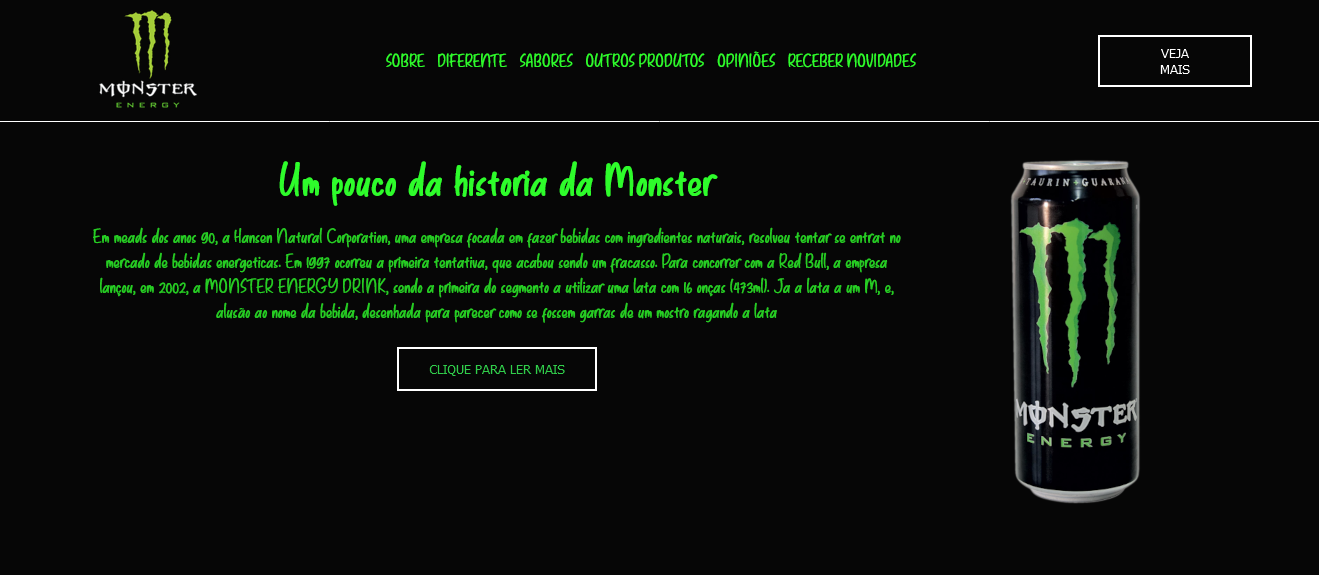 MONSTER
ENERGY
SOBRE DIFERENTE SABORES OUTROS PRODUTOS OPINIÕES RECEBER NOVIDADES
VEJA
MAIS
Um pouco da historia da Monster
Em meads dos anos 90, a Hansen Natural Corporation, uma empresa focada em fazer bebidas com ingredientes naturais, resolveu tentar se entrat no
mercado de bebidas energeticas. Em 1997 ocorreu a primeira tentativa, que acabou sendo um fracasso. Para concorrer com a Red Bull, a empresa
lançou, em 2002, a MONSTER ENERGY DRINK, sendo a primeira do segmento a utilizar uma lata com 16 onças (473ml). Ja a lata a um M, e,
alusão ao nome da bebida, desenhada para parecer como se fossem garras de um mostro ragando a lata
CLIQUE PARA LER MAIS
TAURIN+GUARANA
MONSTER
ENERGY